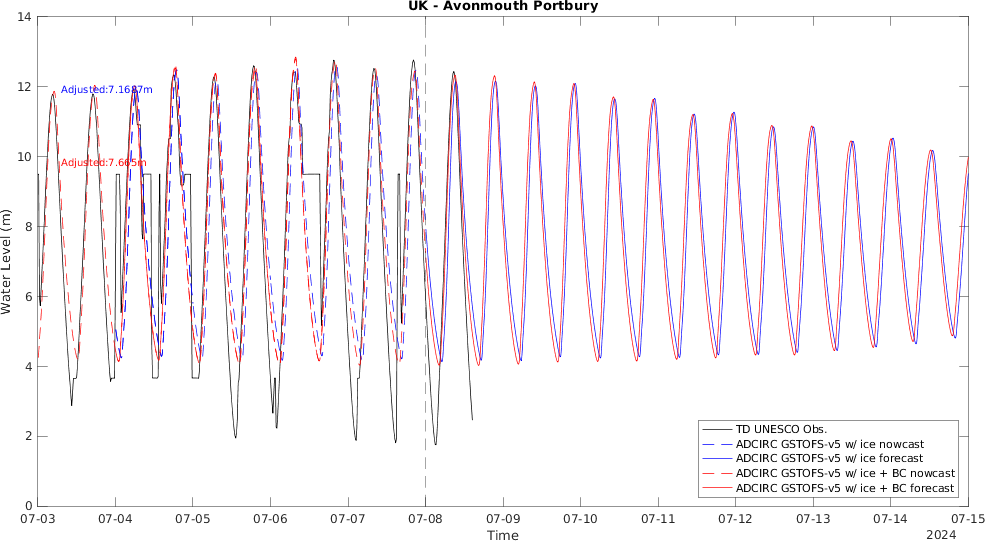 UK - Avonmouth Portbury
14
12
10
8
6
4
2
0
Water Level (m)
Adjusted:7.1687m
Adjusted:7.665m
TD UNESCO Obs.
ADCIRC GSTOFS-v5 w/ ice nowcast
ADCIRC GSTOFS-v5 w/ ice forecast
ADCIRC GSTOFS-v5 w/ ice + BC nowcast
ADCIRC GSTOFS-v5 w/ ice + BC forecast
07-03 07-04 07-05 07-06 07-07 07-08 07-09 07-10 07-11 07-12 07-13 07-14 07-15
Time
2024